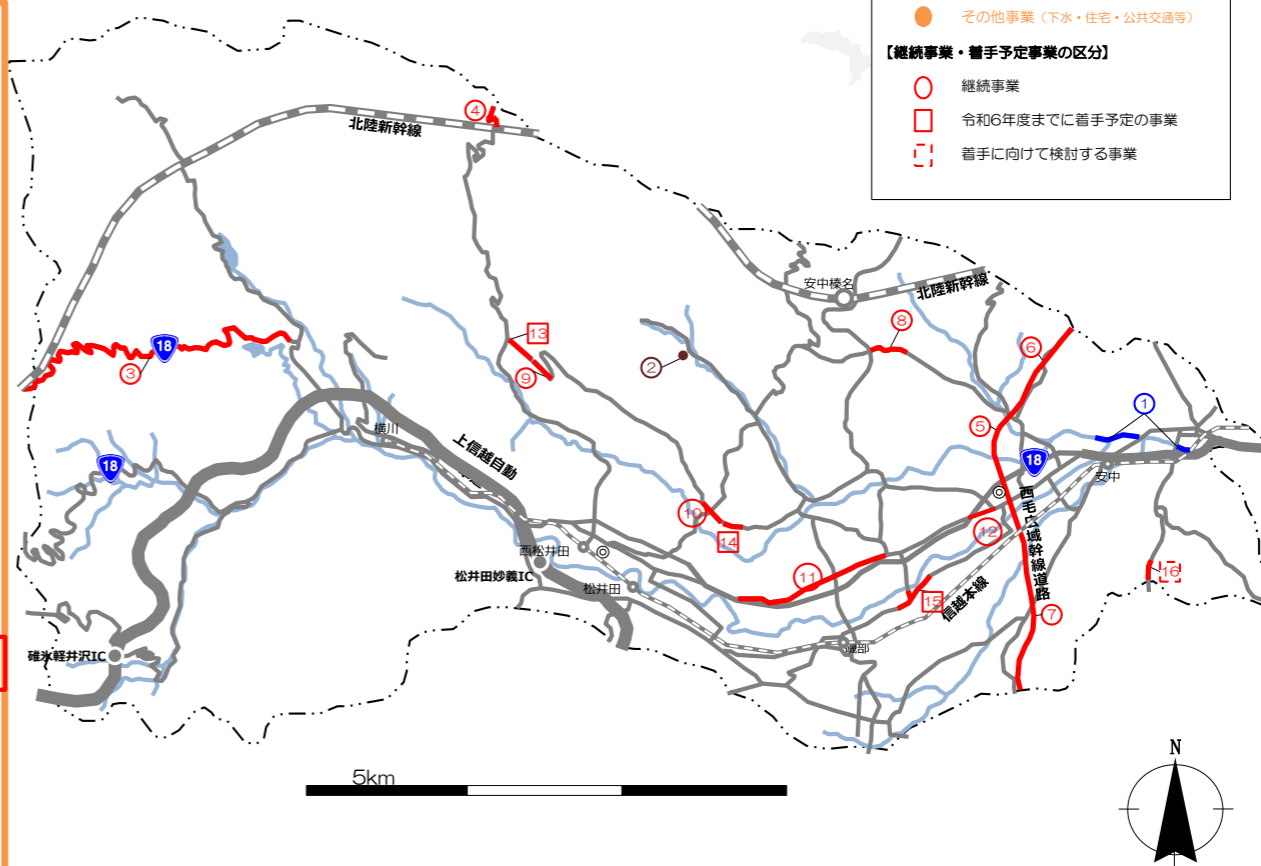 その他事業（下水・住宅・公共交通等）
【継続事業・着手予定事業の区分】
継続事業
令和6年度までに着手予定の事業
着手に向けて検討する事業
4
北陸新幹線
安中榛名
北陸新幹線
18
3
13
9
2
8
6
1
5
横川
上信越自動
18
18
安中
西毛広域幹線道路
10
14
12
西松井田
松井田妙義IC
松井田
11
15
信越本線
16
7
磯部
碓氷軽井沢IC
5km
N